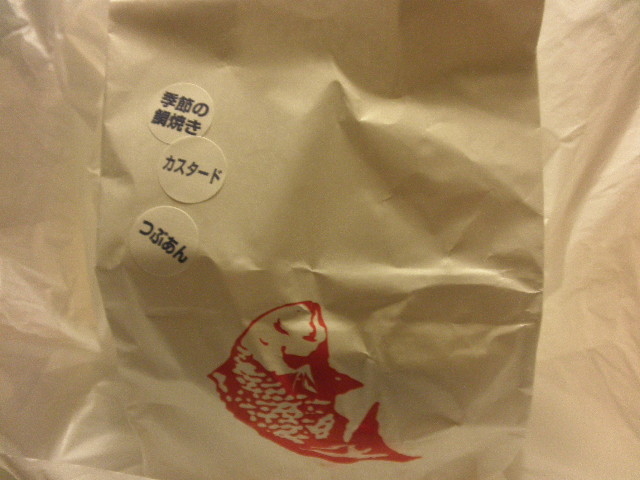 季節の
鯛焼き
カスタード
つぶあん